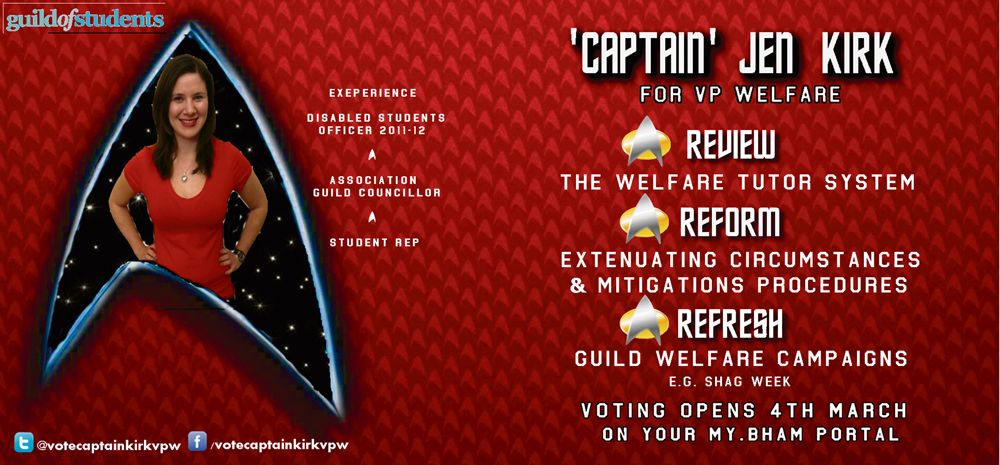 guildofstudents
EXEPERIENCE
DISABLED STUDENTS
OFFICER 2011-12
ASSOCIATION
GUILD COUNCILLOR
STUDENT REP
@votecaptainkirkvpw
/votecaptainkirkvpw
'CAPTAIN' JEN KIRK
FOR VP WELFARE
REVIEW
THE WELFARE TUTOR SYSTEM
REFORM
EXTENUATING CIRCUMSTANCES
& MITIGATIONS PROCEDURES
REFRESH
GUILD WELFARE CAMPAIGNS
E.G. SHAG WEEK
VOTING OPENS 4TH MARCH
ON YOUR MY.BHAM PORTAL